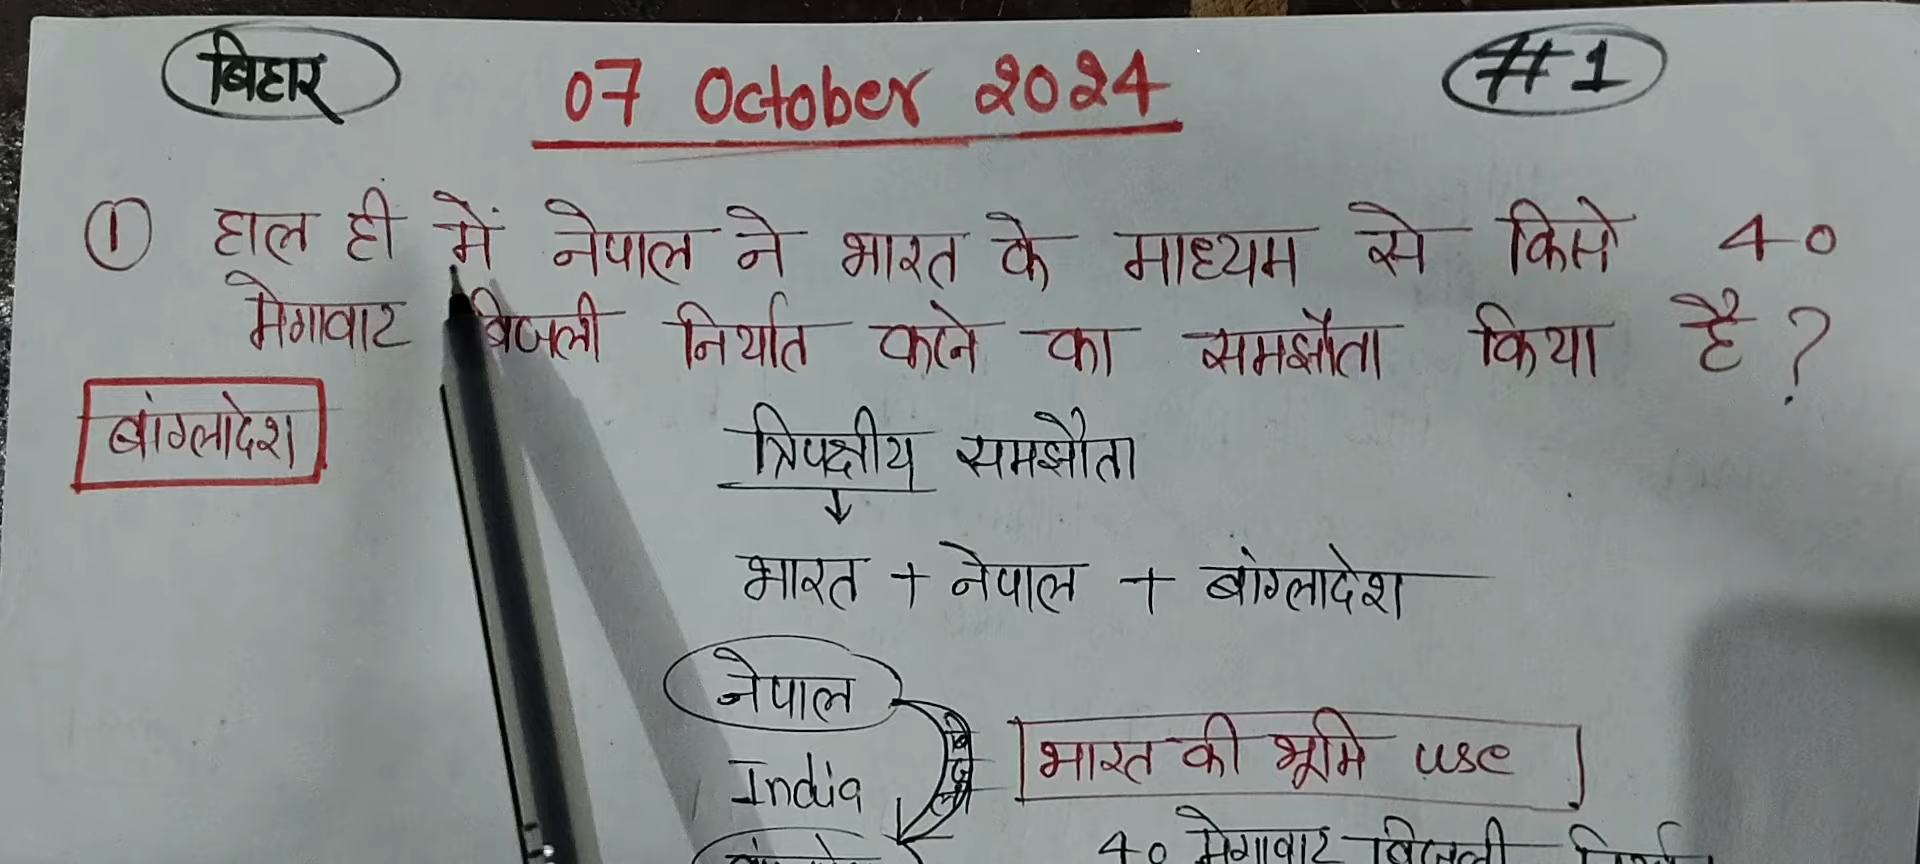 बिहार 07 October 2024 #1
① हाल ही में नेपाल ने भारत के माध्यम से किसे 40
मेगावाट बिजली निर्यात करने का समझौता किया है ?
बांग्लादेश
त्रिपक्षीय समझौता
↓
भारत + नेपाल + बांग्लादेश
नेपाल
बिजली
भारत की भूमि use
India
40 मेगावाट बिजली